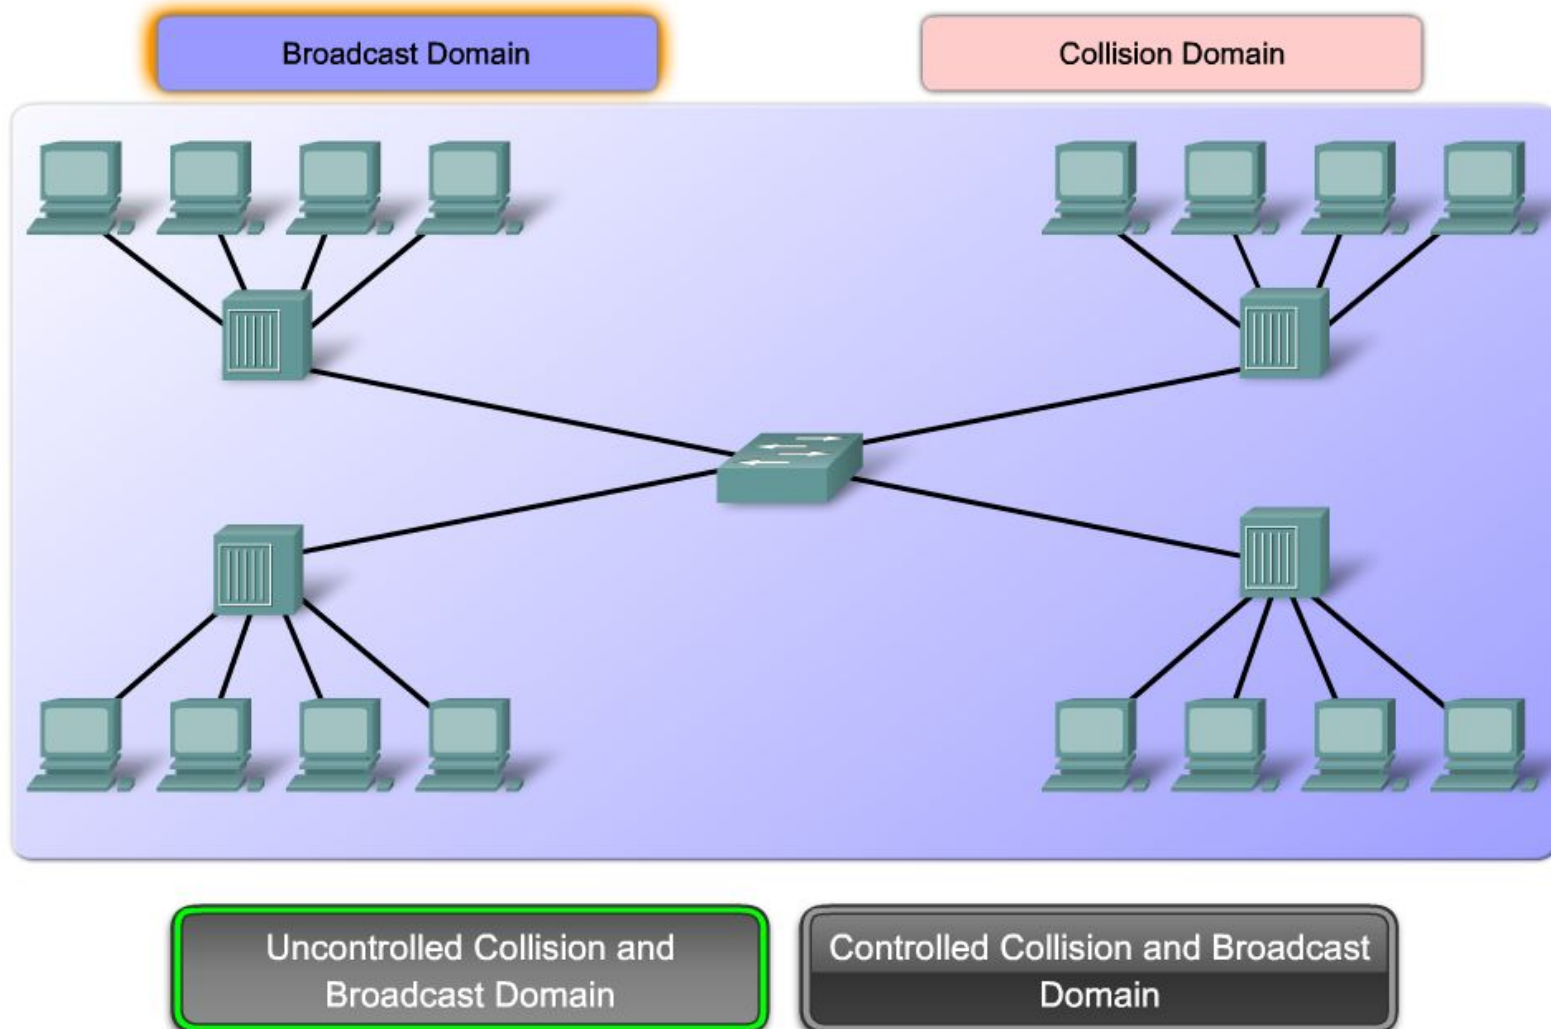 Broadcast Domain
Collision Domain
Uncontrolled Collision and
Broadcast Domain
Controlled Collision and Broadcast
Domain